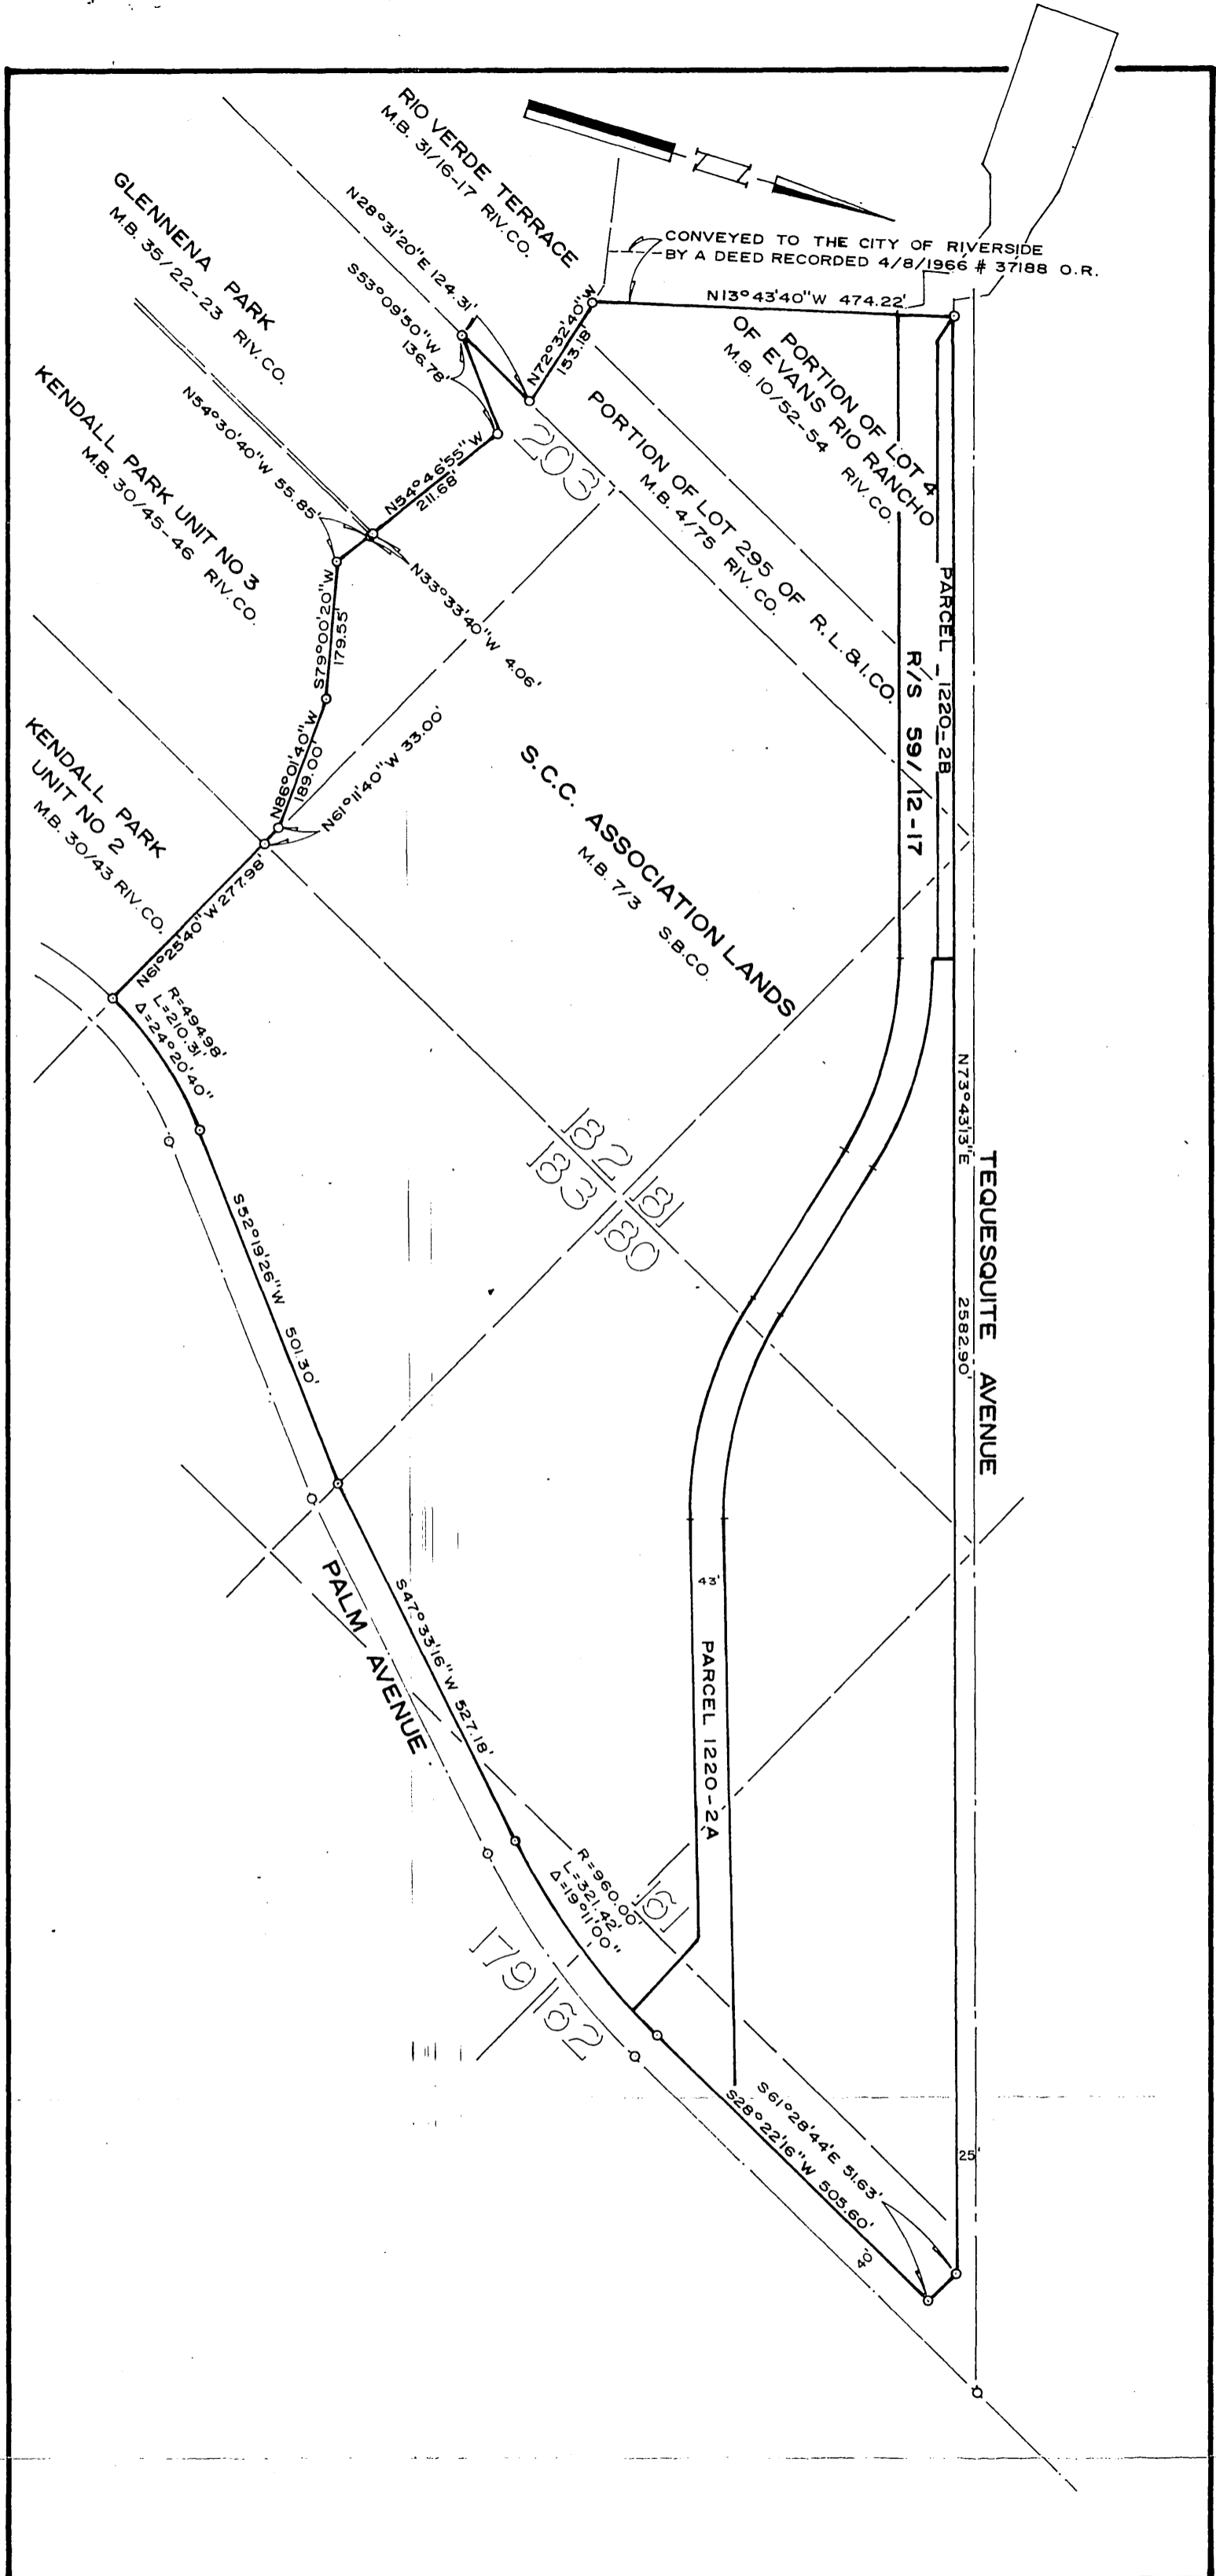 RIO VERDE TERRACE
M.B. 31/16-17 RIV.CO.
CONVEYED TO THE CITY OF RIVERSIDE
BY A DEED RECORDED 4/8/1966 # 37188 O.R.
N13°43'40"W 474.22'
GLENNENA PARK
M.B. 35/22-23 RIV.CO.
N28°31'20"E 124.31'
S53°09'50"W
136.78'
N72°32'40"W
153.18'
PORTION OF LOT 4
OF EVANS RIO RANCHO
M.B. 10/52-54 RIV.CO.
KENDALL PARK UNIT NO 3
M.B. 30/45-46 RIV.CO.
N54°30'40"W 55.85'
N54°46'55"W
211.68'
203
PORTION OF LOT 295 OF R.L.&I.CO.
M.B. 4/75 RIV.CO.
PARCEL 1220-2B
R/S 59/12-17
N33°33'40"W 4.06'
S79°00'20"W
179.55'
N86°01'40"W
189.00'
N61°11'40"W 33.00'
S.C.C. ASSOCIATION LANDS
M.B. 7/3 S.B.CO.
KENDALL PARK
UNIT NO 2
M.B. 30/43 RIV.CO.
N61°25'40"W 277.98'
R=494.98'
L=210.31'
Δ=24°20'40"
N73°43'13"E 2582.90'
TEQUESQUITE AVENUE
182
181
183
180
S52°19'26"W 501.30'
PALM AVENUE
S47°33'16"W 527.18'
43'
PARCEL 1220-2A
R=960.00'
L=321.42'
Δ=19°11'00"
161
179
162
S61°28'44"E 51.63'
S28°22'16"W 505.60'
25'
40'